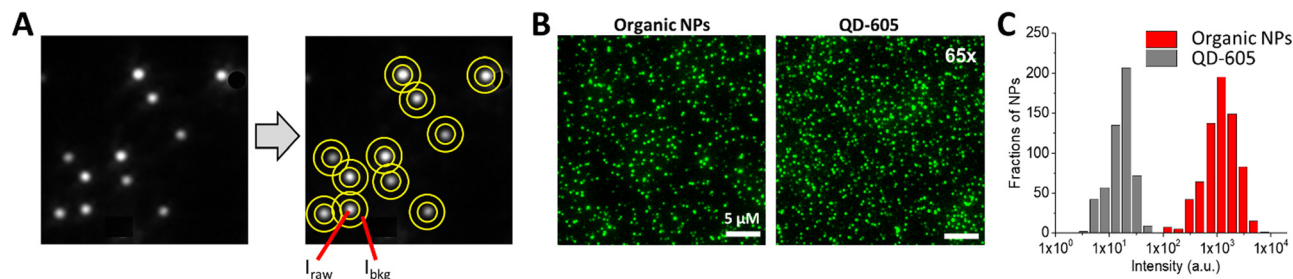 A
I_raw
I_bkg
B
Organic NPs
QD-605
65x
5 µM
C
Organic NPs
QD-605
Fractions of NPs
250
200
150
100
50
0
1x10⁰
1x10¹
1x10³
1x10⁴
Intensity (a.u.)